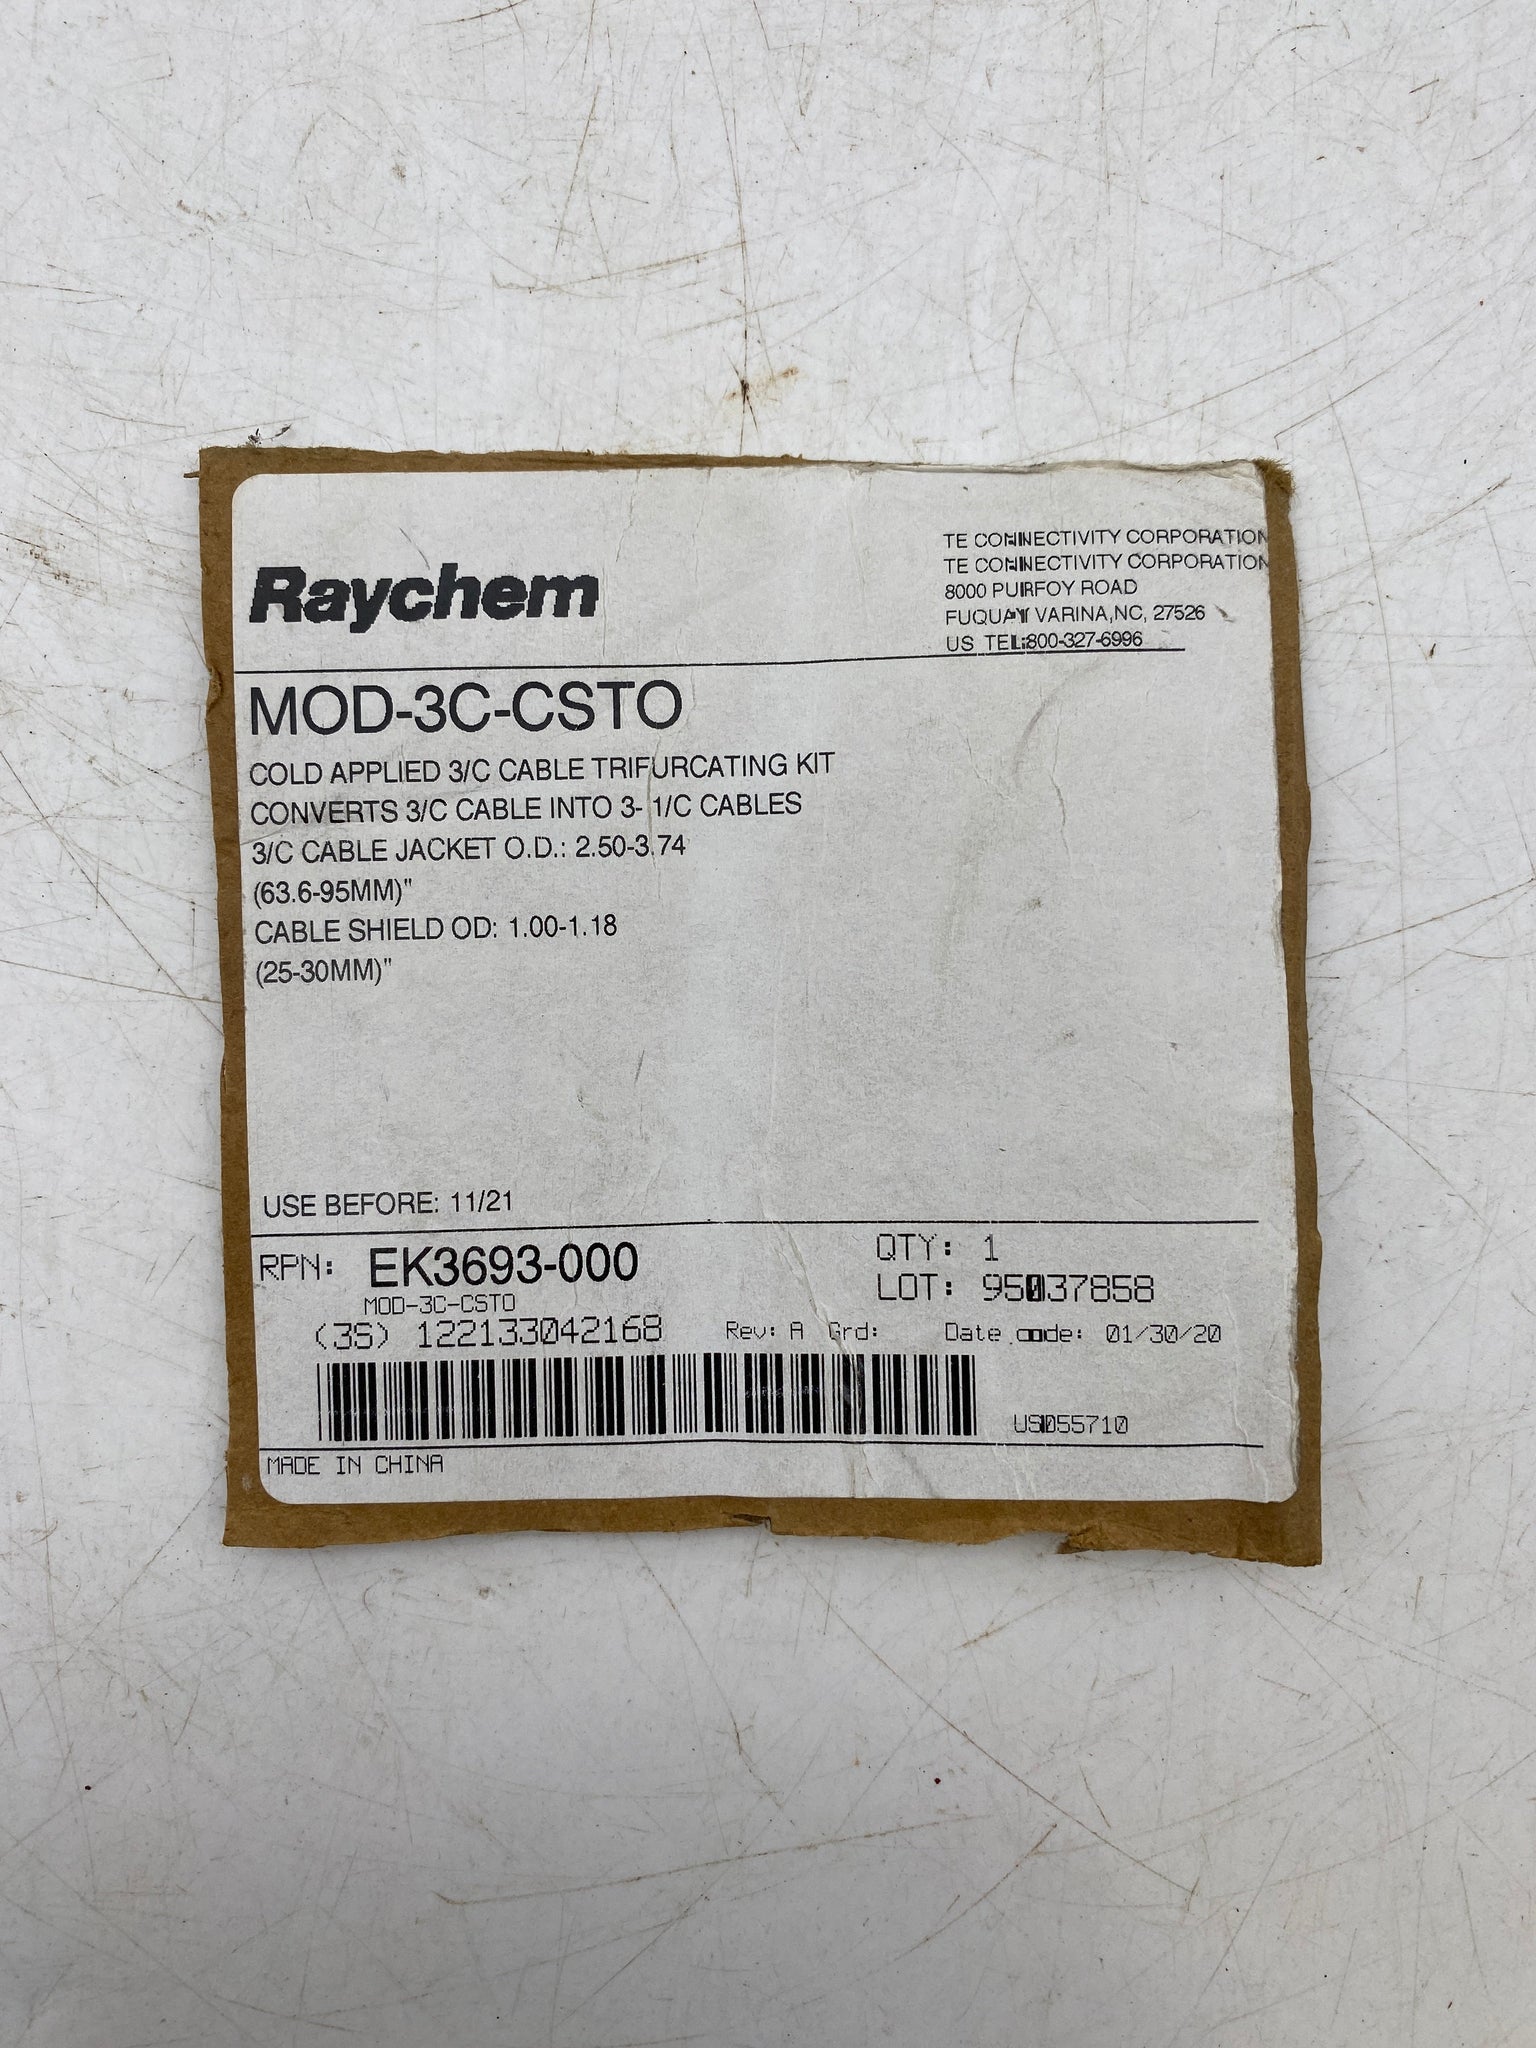 Raychem
TE CONNECTIVITY CORPORATION
TE CONNECTIVITY CORPORATION
8000 PURFOY ROAD
FUQUAY VARINA,NC, 27526
US TEL:800-327-6996
MOD-3C-CSTO
COLD APPLIED 3/C CABLE TRIFURCATING KIT
CONVERTS 3/C CABLE INTO 3- 1/C CABLES
3/C CABLE JACKET O.D.: 2.50-3.74
(63.6-95MM)"
CABLE SHIELD OD: 1.00-1.18
(25-30MM)"
USE BEFORE: 11/21
RPN: EK3693-000
QTY: 1
MOD-3C-CSTO
LOT: 95037858
(3S) 122133042168
Rev: A Grd:
Date code: 01/30/20
US055710
MADE IN CHINA